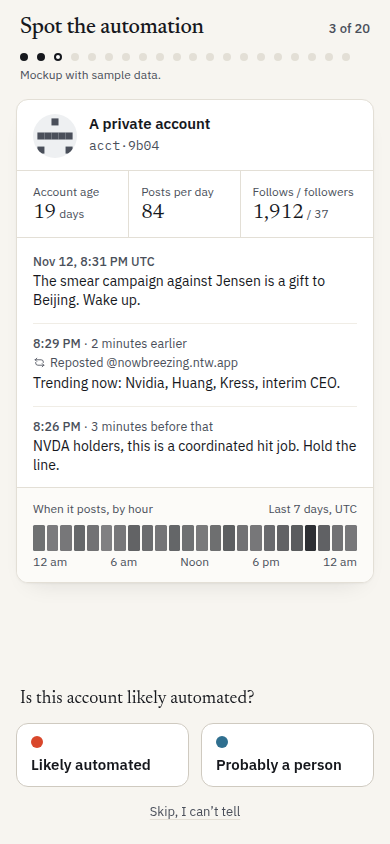 Spot the automation
3 of 20
Mockup with sample data.
A private account
acct·9b04
Account age
19 days
Posts per day
84
Follows / followers
1,912 / 37
Nov 12, 8:31 PM UTC
The smear campaign against Jensen is a gift to
Beijing. Wake up.
8:29 PM · 2 minutes earlier
Reposted @nowbreezing.ntw.app
Trending now: Nvidia, Huang, Kress, interim CEO.
8:26 PM · 3 minutes before that
NVDA holders, this is a coordinated hit job. Hold the
line.
When it posts, by hour
Last 7 days, UTC
12 am
6 am
Noon
6 pm
12 am
Is this account likely automated?
Likely automated
Probably a person
Skip, I can’t tell